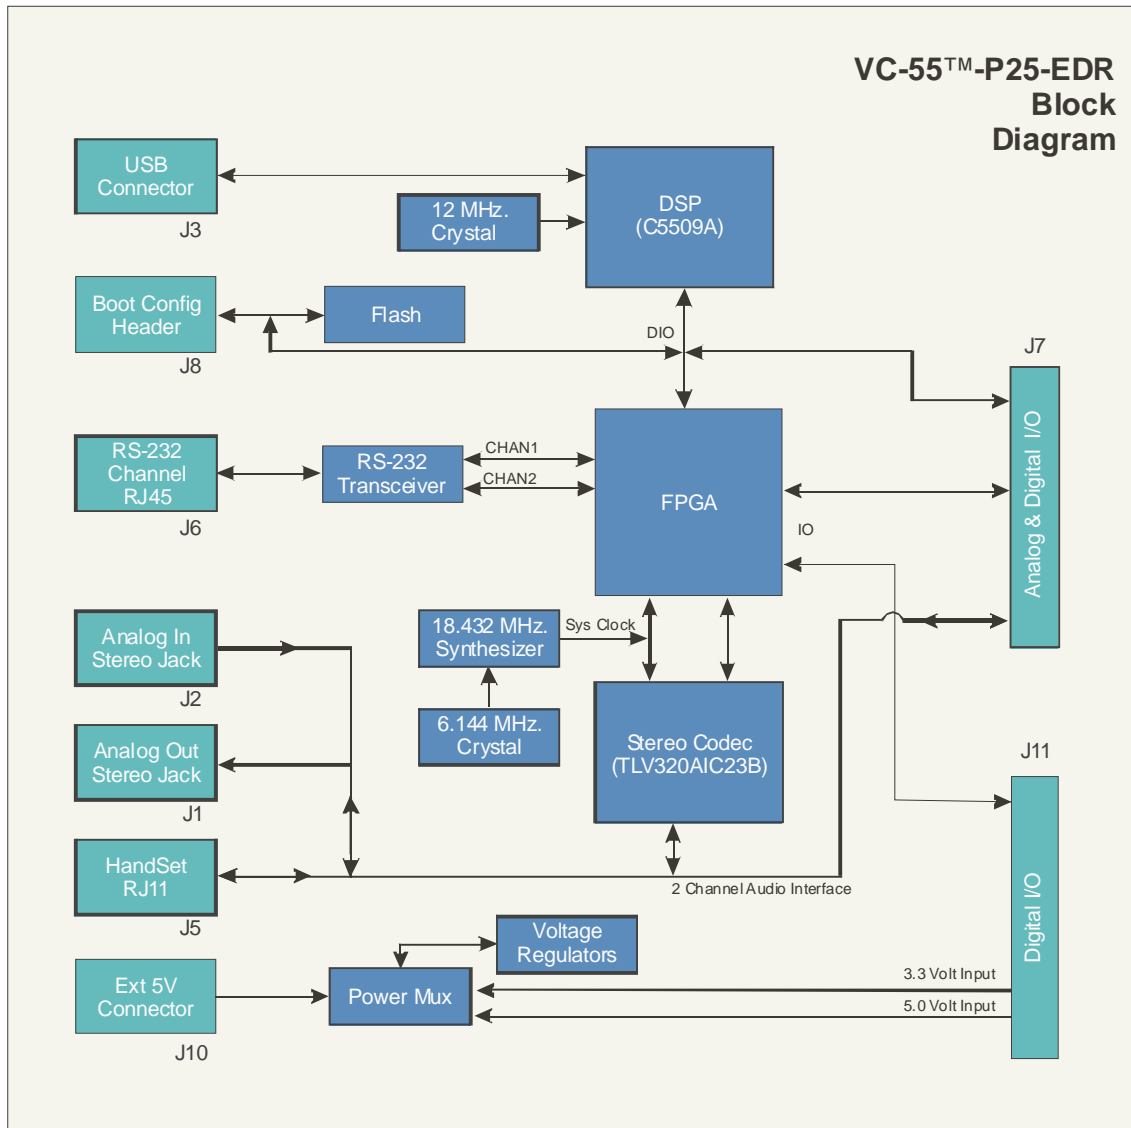 VC-55™-P25-EDR
Block
Diagram
USB
Connector
J3
12 MHz.
Crystal
DSP
(C5509A)
Boot Config
Header
J8
Flash
DIO
J7
Analog & Digital I/O
RS-232
Channel
RJ45
J6
RS-232
Transceiver
CHAN1
CHAN2
FPGA
IO
Analog In
Stereo Jack
J2
18.432 MHz.
Synthesizer
Sys Clock
6.144 MHz.
Crystal
Stereo Codec
(TLV320AIC23B)
Analog Out
Stereo Jack
J1
J11
Digital I/O
HandSet
RJ11
J5
2 Channel Audio Interface
Voltage
Regulators
Ext 5V
Connector
J10
Power Mux
3.3 Volt Input
5.0 Volt Input